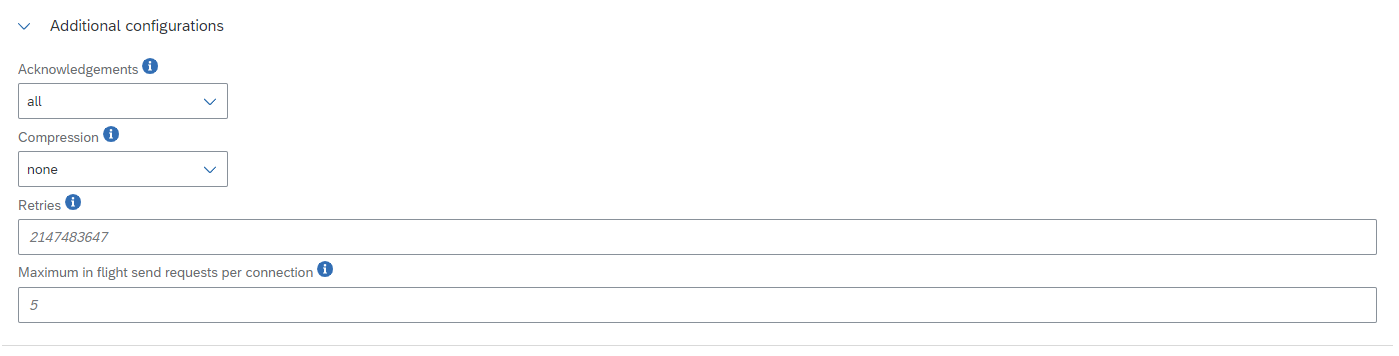 Additional configurations
Acknowledgements
all
Compression
none
Retries
2147483647
Maximum in flight send requests per connection
5